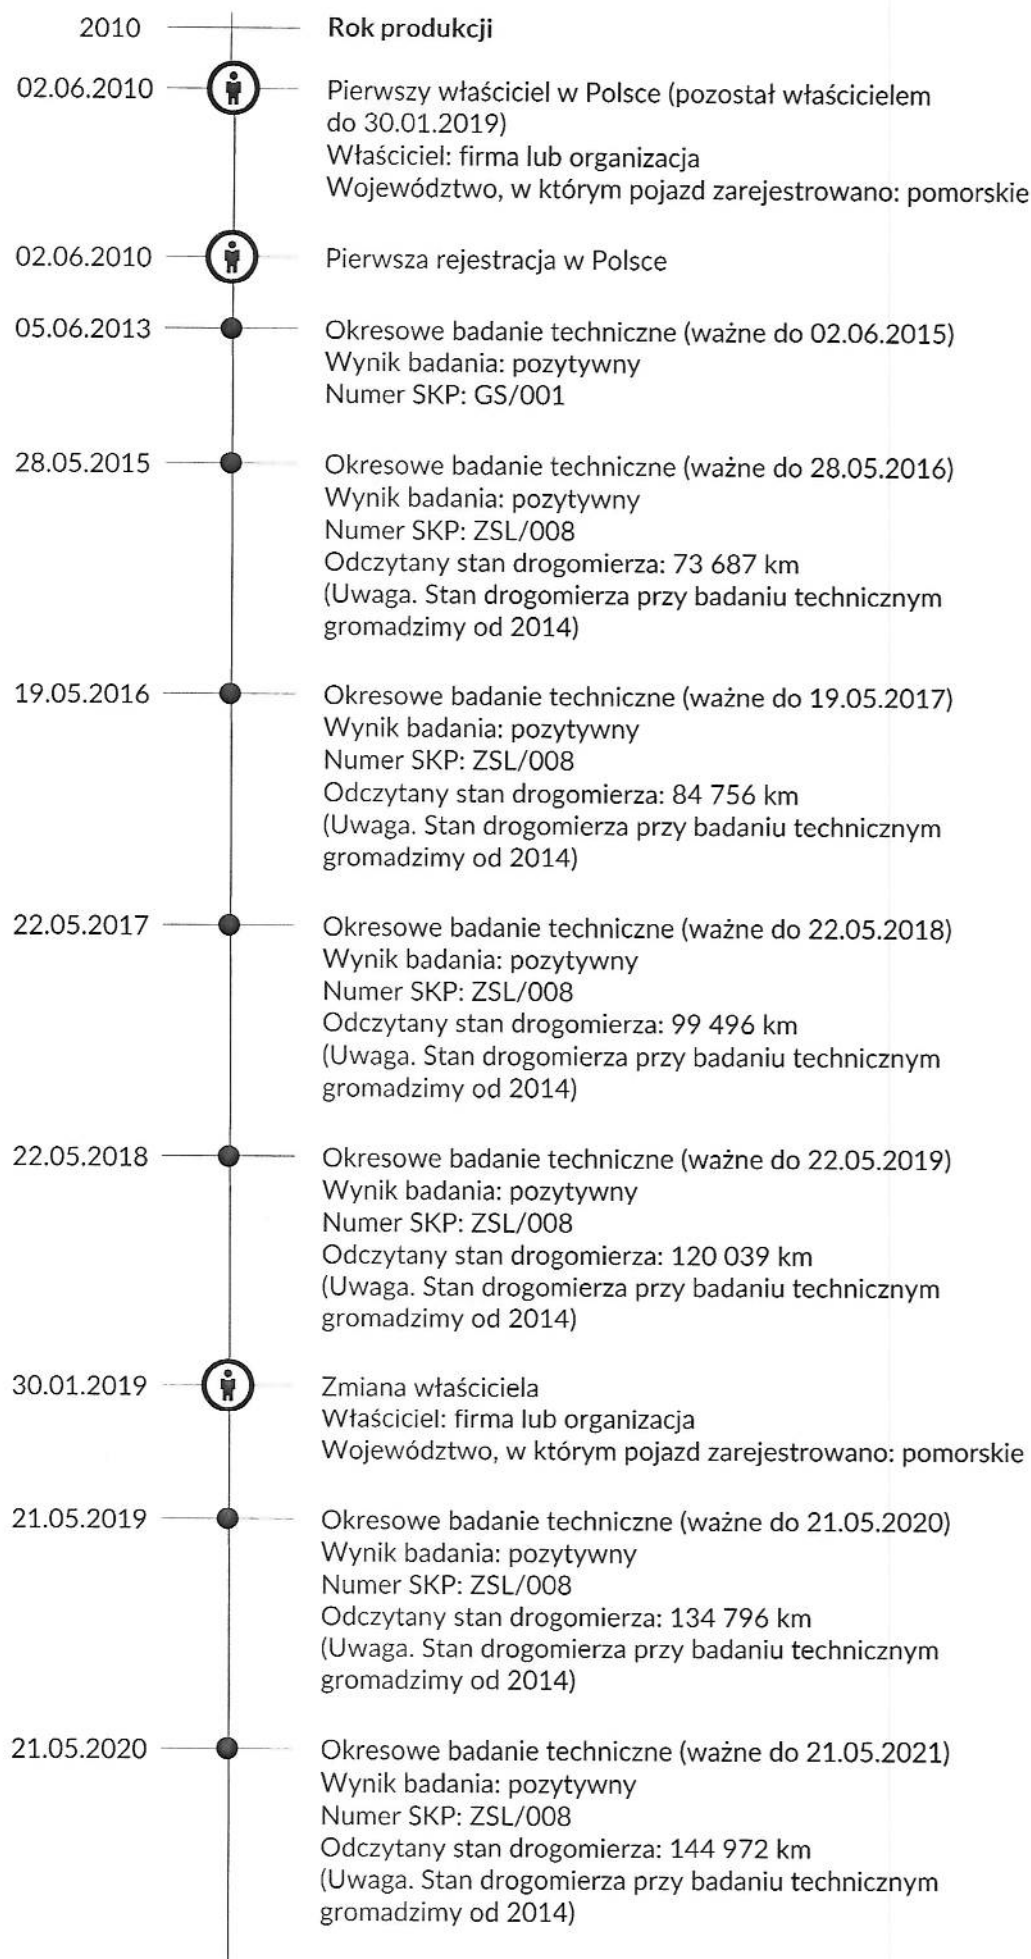 2010 Rok produkcji
02.06.2010 Pierwszy właściciel w Polsce (pozostał właścicielem
do 30.01.2019)
Właściciel: firma lub organizacja
Województwo, w którym pojazd zarejestrowano: pomorskie
02.06.2010 Pierwsza rejestracja w Polsce
05.06.2013 Okresowe badanie techniczne (ważne do 02.06.2015)
Wynik badania: pozytywny
Numer SKP: GS/001
28.05.2015 Okresowe badanie techniczne (ważne do 28.05.2016)
Wynik badania: pozytywny
Numer SKP: ZSL/008
Odczytany stan drogomierza: 73 687 km
(Uwaga. Stan drogomierza przy badaniu technicznym
gromadzimy od 2014)
19.05.2016 Okresowe badanie techniczne (ważne do 19.05.2017)
Wynik badania: pozytywny
Numer SKP: ZSL/008
Odczytany stan drogomierza: 84 756 km
(Uwaga. Stan drogomierza przy badaniu technicznym
gromadzimy od 2014)
22.05.2017 Okresowe badanie techniczne (ważne do 22.05.2018)
Wynik badania: pozytywny
Numer SKP: ZSL/008
Odczytany stan drogomierza: 99 496 km
(Uwaga. Stan drogomierza przy badaniu technicznym
gromadzimy od 2014)
22.05.2018 Okresowe badanie techniczne (ważne do 22.05.2019)
Wynik badania: pozytywny
Numer SKP: ZSL/008
Odczytany stan drogomierza: 120 039 km
(Uwaga. Stan drogomierza przy badaniu technicznym
gromadzimy od 2014)
30.01.2019 Zmiana właściciela
Właściciel: firma lub organizacja
Województwo, w którym pojazd zarejestrowano: pomorskie
21.05.2019 Okresowe badanie techniczne (ważne do 21.05.2020)
Wynik badania: pozytywny
Numer SKP: ZSL/008
Odczytany stan drogomierza: 134 796 km
(Uwaga. Stan drogomierza przy badaniu technicznym
gromadzimy od 2014)
21.05.2020 Okresowe badanie techniczne (ważne do 21.05.2021)
Wynik badania: pozytywny
Numer SKP: ZSL/008
Odczytany stan drogomierza: 144 972 km
(Uwaga. Stan drogomierza przy badaniu technicznym
gromadzimy od 2014)